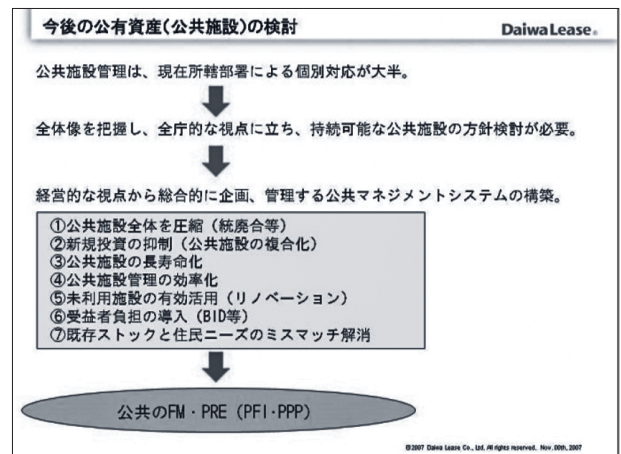 今後の公有資産(公共施設)の検討
DaiwaLease®
公共施設管理は、現在所轄部署による個別対応が大半。
全体像を把握し、全庁的な視点に立ち、持続可能な公共施設の方針検討が必要。
経営的な視点から総合的に企画、管理する公共マネジメントシステムの構築。
①公共施設全体を圧縮（統廃合等）
②新規投資の抑制（公共施設の複合化）
③公共施設の長寿命化
④公共施設管理の効率化
⑤未利用施設の有効活用（リノベーション）
⑥受益者負担の導入（BID等）
⑦既存ストックと住民ニーズのミスマッチ解消
公共のFM・PRE（PFI・PPP）
©2007 Daiwa Lease Co., Ltd. All rights reserved. Nov.00th, 2007